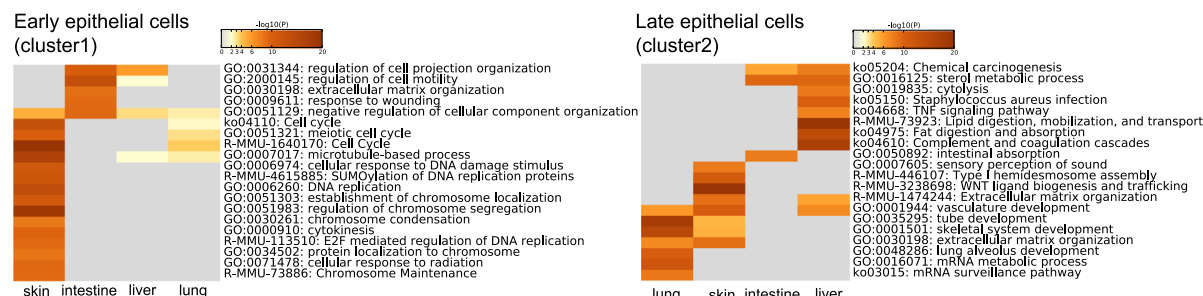 Early epithelial cells
(cluster1)
-log10(P)
0 2 3 4 6 10 20
GO:0031344: regulation of cell projection organization
GO:2000145: regulation of cell motility
GO:0030198: extracellular matrix organization
GO:0009611: response to wounding
GO:0051129: negative regulation of cellular component organization
ko04110: Cell cycle
GO:0051321: meiotic cell cycle
R-MMU-1640170: Cell Cycle
GO:0007017: microtubule-based process
GO:0006974: cellular response to DNA damage stimulus
R-MMU-4615885: SUMOylation of DNA replication proteins
GO:0006260: DNA replication
GO:0051303: establishment of chromosome localization
GO:0051983: regulation of chromosome segregation
GO:0030261: chromosome condensation
GO:0000910: cytokinesis
R-MMU-113510: E2F mediated regulation of DNA replication
GO:0034502: protein localization to chromosome
GO:0071478: cellular response to radiation
R-MMU-73886: Chromosome Maintenance
skin intestine liver lung
Late epithelial cells
(cluster2)
-log10(P)
0 2 3 4 6 10 20
ko05204: Chemical carcinogenesis
GO:0016125: sterol metabolic process
GO:0019835: cytolysis
ko05150: Staphylococcus aureus infection
ko04668: TNF signaling pathway
R-MMU-73923: Lipid digestion, mobilization, and transport
ko04975: Fat digestion and absorption
ko04610: Complement and coagulation cascades
GO:0050892: intestinal absorption
GO:0007605: sensory perception of sound
R-MMU-446107: Type I hemidesmosome assembly
R-MMU-3238698: WNT ligand biogenesis and trafficking
R-MMU-1474244: Extracellular matrix organization
GO:0001944: vasculature development
GO:0035295: tube development
GO:0001501: skeletal system development
GO:0030198: extracellular matrix organization
GO:0048286: lung alveolus development
GO:0016071: mRNA metabolic process
ko03015: mRNA surveillance pathway
lung skin intestine liver